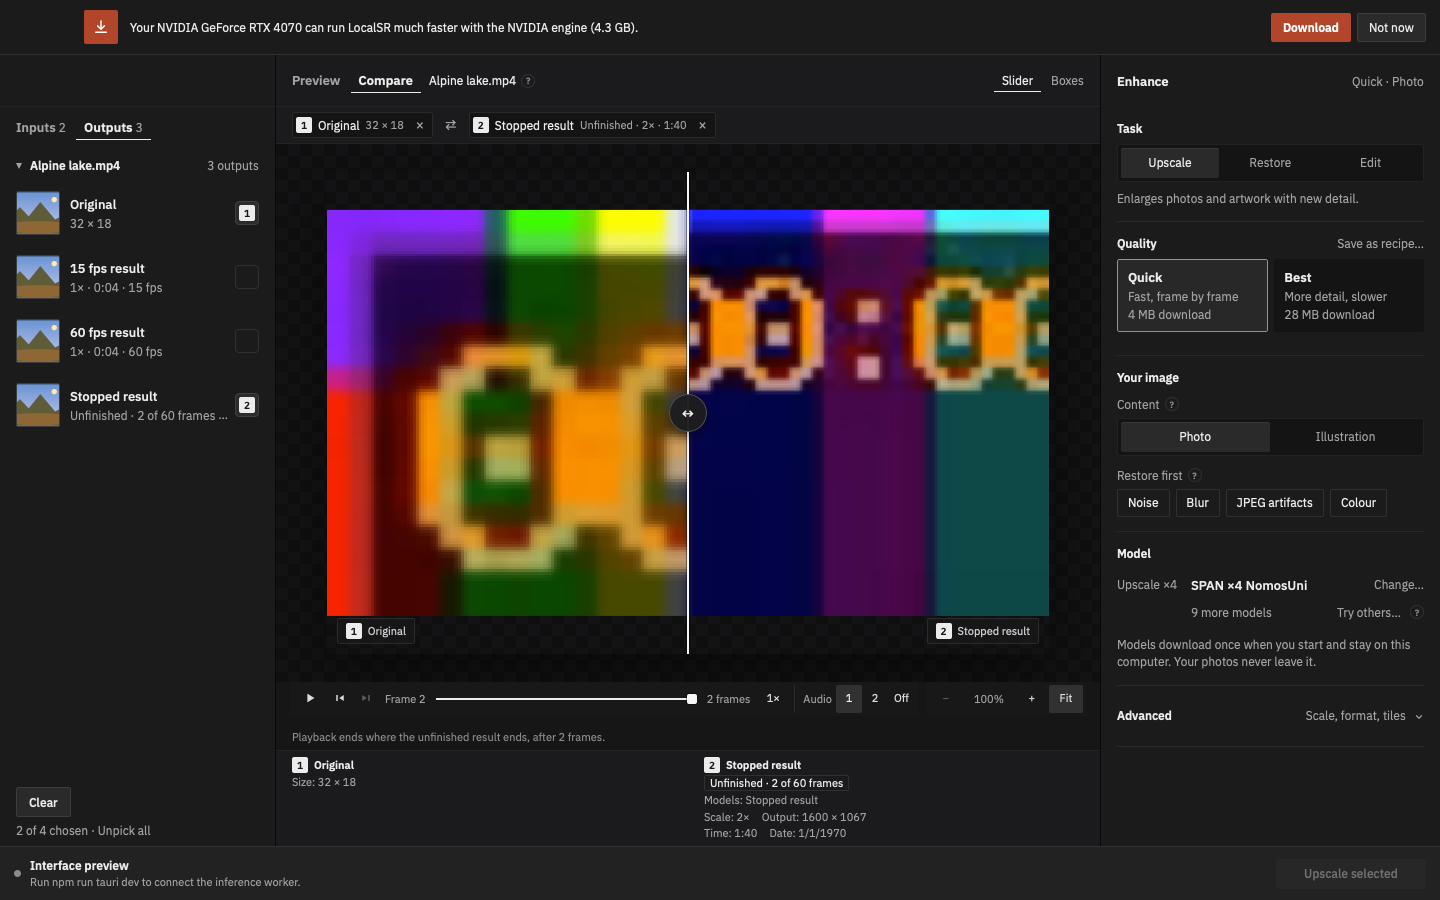 Your NVIDIA GeForce RTX 4070 can run LocalSR much faster with the NVIDIA engine (4.3 GB).
Download
Not now
Inputs 2
Outputs 3
Alpine lake.mp4
3 outputs
Original
32 × 18
1
15 fps result
1× · 0:04 · 15 fps
60 fps result
1× · 0:04 · 60 fps
Stopped result
Unfinished · 2 of 60 frames ...
2
Clear
2 of 4 chosen · Unpick all
Preview
Compare
Alpine lake.mp4
?
Slider
Boxes
1 Original 32 × 18 ×
2 Stopped result Unfinished · 2× · 1:40 ×
1 Original
2 Stopped result
Frame 2
2 frames
1×
Audio 1 2 Off
− 100% +
Fit
Playback ends where the unfinished result ends, after 2 frames.
1 Original
Size: 32 × 18
2 Stopped result
Unfinished · 2 of 60 frames
Models: Stopped result
Scale: 2× Output: 1600 × 1067
Time: 1:40 Date: 1/1/1970
Enhance
Quick · Photo
Task
Upscale
Restore
Edit
Enlarges photos and artwork with new detail.
Quality
Save as recipe...
Quick
Fast, frame by frame
4 MB download
Best
More detail, slower
28 MB download
Your image
Content ?
Photo
Illustration
Restore first ?
Noise
Blur
JPEG artifacts
Colour
Model
Upscale ×4 SPAN ×4 NomosUni Change...
9 more models Try others... ?
Models download once when you start and stay on this
computer. Your photos never leave it.
Advanced
Scale, format, tiles
Interface preview
Run npm run tauri dev to connect the inference worker.
Upscale selected